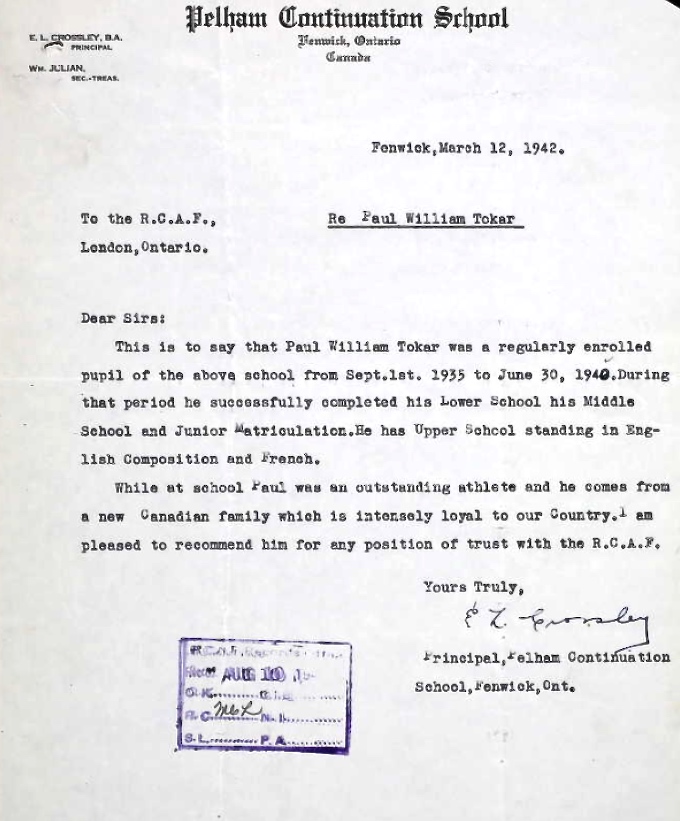 Pelham Continuation School
Fenwick, Ontario
Canada
E. L. CROSSLEY, B.A.
PRINCIPAL
WM. JULIAN,
SEC.-TREAS.
Fenwick,March 12, 1942.
To the R.C.A.F.,
Re Paul William Tokar
London,Ontario.
Dear Sirs:
This is to say that Paul William Tokar was a regularly enrolled
pupil of the above school from Sept.1st. 1935 to June 30, 1940.During
that period he successfully completed his Lower School his Middle
School and Junior Matriculation.He has Upper School standing in Eng-
lish Composition and French.
While at school Paul was an outstanding athlete and he comes from
a new Canadian family which is intensely loyal to our Country.I am
pleased to recommend him for any position of trust with the R.C.A.F.
Yours Truly,
E L Crossley
Principal,Pelham Continuation
School,Fenwick,Ont.
AUG 10
S.L............ P.A............